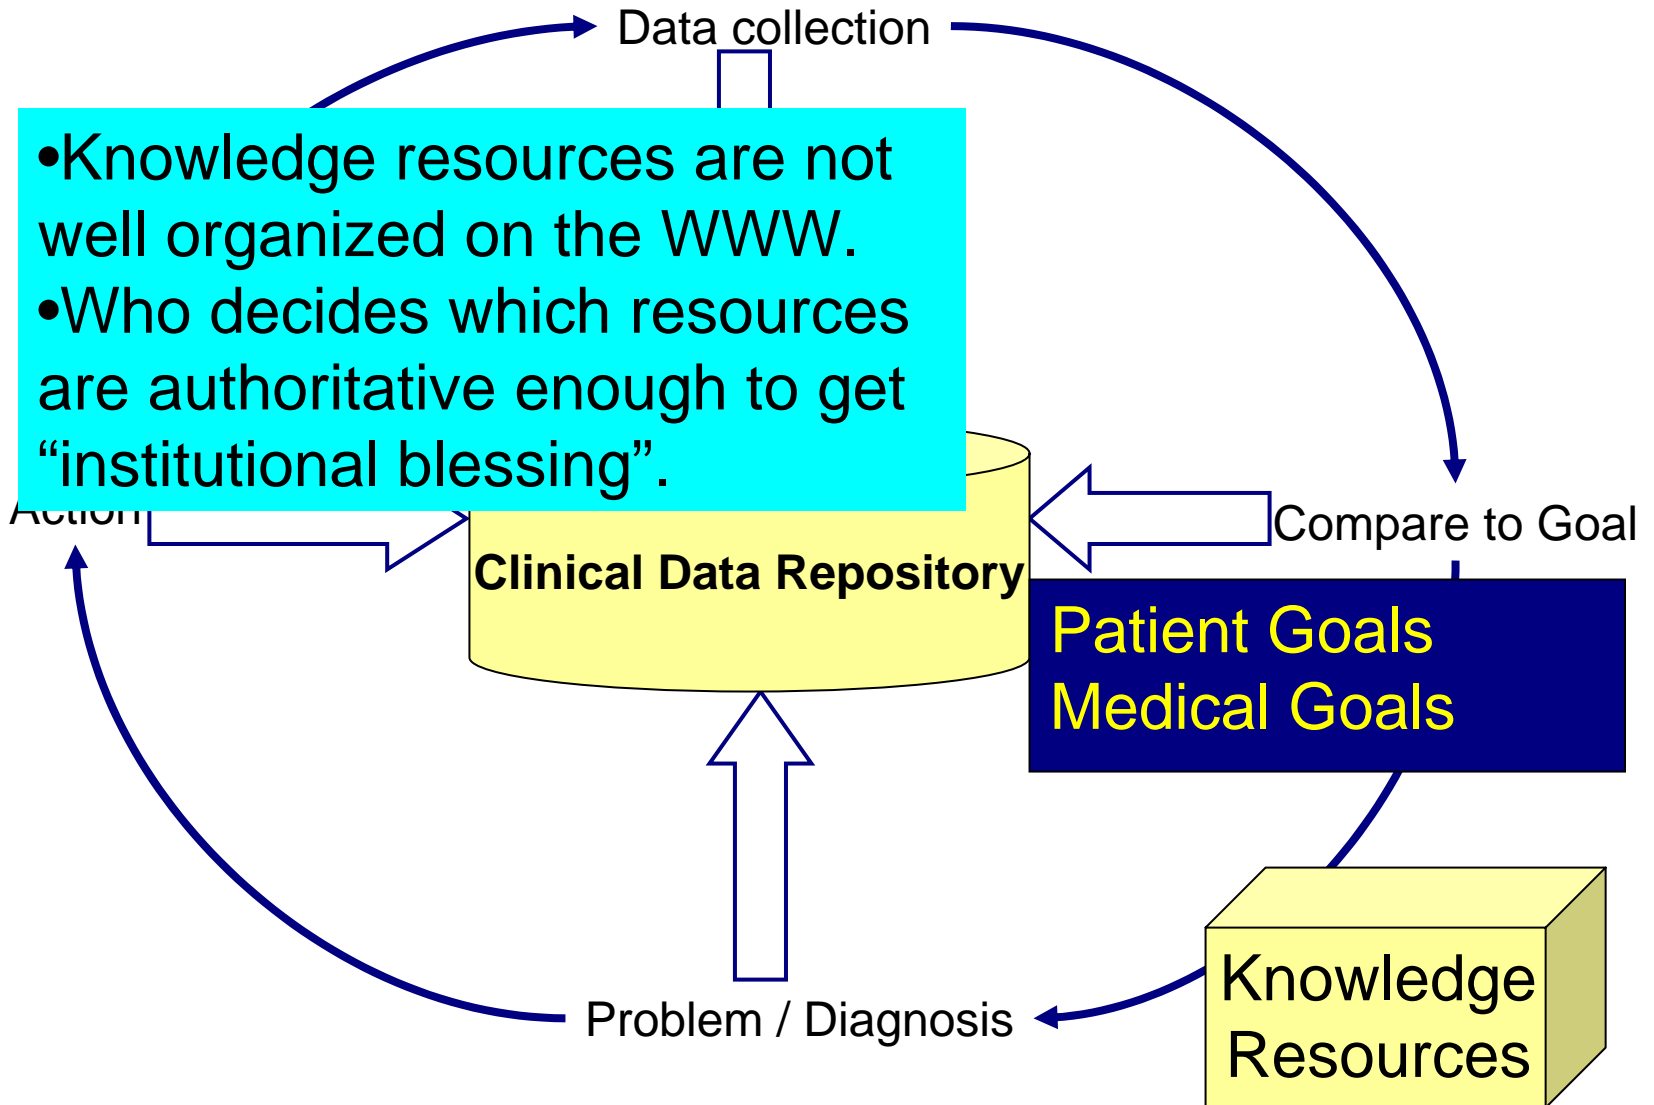 Data collection
•Knowledge resources are not
well organized on the WWW.
•Who decides which resources
are authoritative enough to get
“institutional blessing”.
Action
Compare to Goal
Clinical Data Repository
Patient Goals
Medical Goals
Knowledge
Resources
Problem / Diagnosis